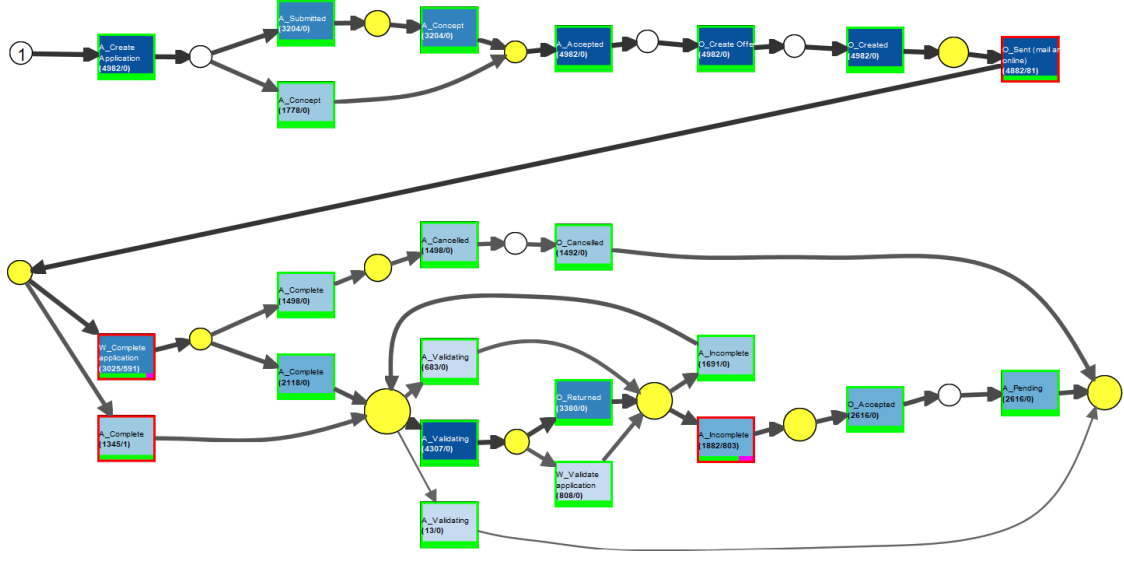 1
A_Create
Application
(4982/0)
A_Submitted
(3204/0)
A_Concept
(3204/0)
A_Concept
(1778/0)
A_Accepted
(4982/0)
O_Create Offe
(4982/0)
O_Created
(4982/0)
O_Sent (mail an
online)
(4882/81)
A_Cancelled
(1498/0)
O_Cancelled
(1492/0)
A_Complete
(1498/0)
W_Complete
application
(3025/591)
A_Complete
(2118/0)
A_Complete
(1345/1)
A_Validating
(683/0)
A_Validating
(4307/0)
A_Validating
(13/0)
O_Returned
(3380/0)
W_Validate
application
(808/0)
A_Incomplete
(1691/0)
A_Incomplete
(1882/803)
O_Accepted
(2616/0)
A_Pending
(2616/0)